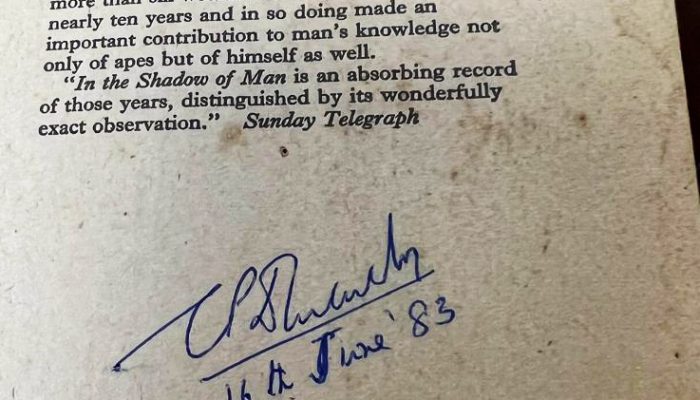 nearly ten years and in so doing made an
important contribution to man's knowledge not
only of apes but of himself as well.
"In the Shadow of Man is an absorbing record
of those years, distinguished by its wonderfully
exact observation." Sunday Telegraph
16th June '83